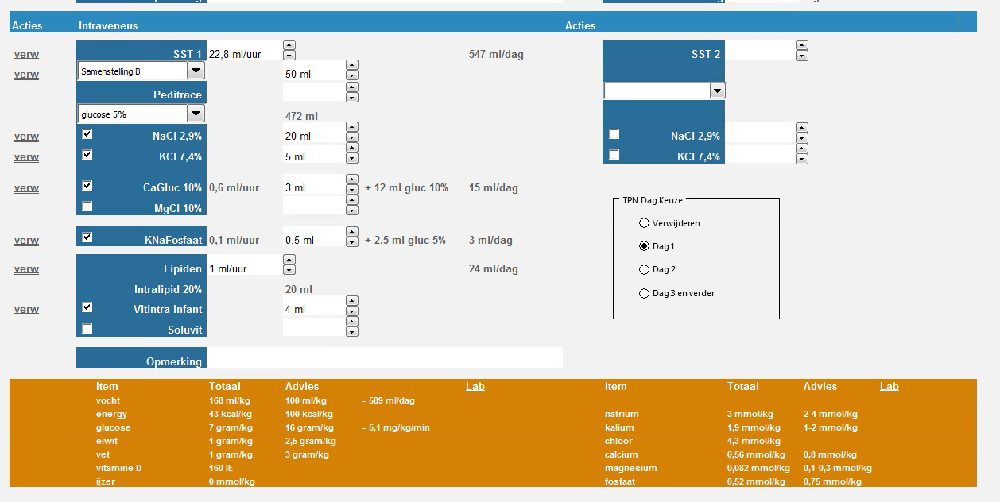 Acties Intraveneus Acties
verw SST 1 22,8 ml/uur 547 ml/dag SST 2
verw Samenstelling B 50 ml
Peditrace
glucose 5% 472 ml
verw NaCl 2,9% 20 ml NaCl 2,9%
verw KCl 7,4% 5 ml KCl 7,4%
verw CaGluc 10% 0,6 ml/uur 3 ml + 12 ml gluc 10% 15 ml/dag
MgCl 10%
verw KNaFosfaat 0,1 ml/uur 0,5 ml + 2,5 ml gluc 5% 3 ml/dag
verw Lipiden 1 ml/uur 24 ml/dag
Intralipid 20% 20 ml
verw Vitintra Infant 4 ml
Soluvit
TPN Dag Keuze
Verwijderen
Dag 1
Dag 2
Dag 3 en verder
Opmerking
Item Totaal Advies Lab Item Totaal Advies Lab
vocht 168 ml/kg 100 ml/kg = 589 ml/dag
energy 43 kcal/kg 100 kcal/kg natrium 3 mmol/kg 2-4 mmol/kg
glucose 7 gram/kg 16 gram/kg = 5,1 mg/kg/min kalium 1,9 mmol/kg 1-2 mmol/kg
eiwit 1 gram/kg 2,5 gram/kg chloor 4,3 mmol/kg
vet 1 gram/kg 3 gram/kg calcium 0,56 mmol/kg 0,8 mmol/kg
vitamine D 160 IE magnesium 0,082 mmol/kg 0,1-0,3 mmol/kg
ijzer 0 mmol/kg fosfaat 0,52 mmol/kg 0,75 mmol/kg